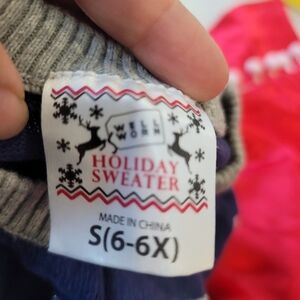 WELL
WORN
HOLIDAY
SWEATER
MADE IN CHINA
S(6-6X)